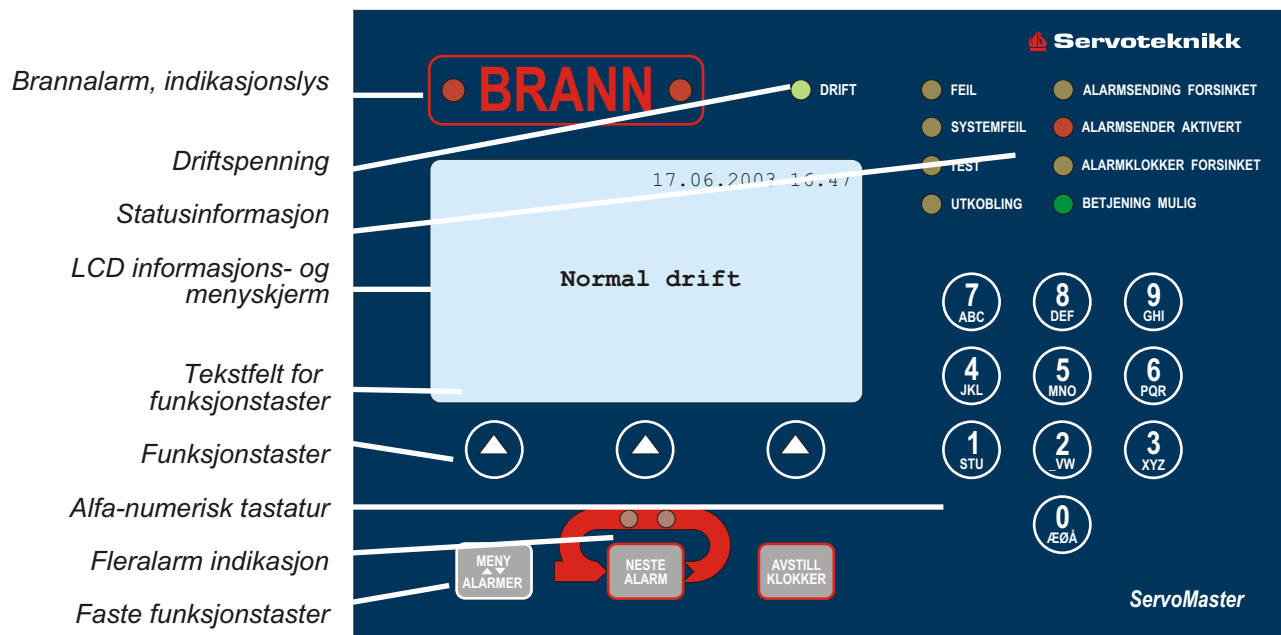 Servoteknikk
Brannalarm, indikasjonslys
BRANN
DRIFT
FEIL
ALARMSENDING FORSINKET
SYSTEMFEIL
ALARMSENDER AKTIVERT
Driftspenning
TEST
ALARMKLOKKER FORSINKET
17.06.2003 16.47
Statusinformasjon
UTKOBLING
BETJENING MULIG
LCD informasjons- og
menyskjerm
Normal drift
7
ABC
8
DEF
9
GHI
Tekstfelt for
funksjonstaster
4
JKL
5
MNO
6
PQR
Funksjonstaster
1
STU
2
_VW
3
XYZ
Alfa-numerisk tastatur
0
ÆØÅ
Fleralarm indikasjon
MENY
ALARMER
NESTE
ALARM
AVSTILL
KLOKKER
Faste funksjonstaster
ServoMaster